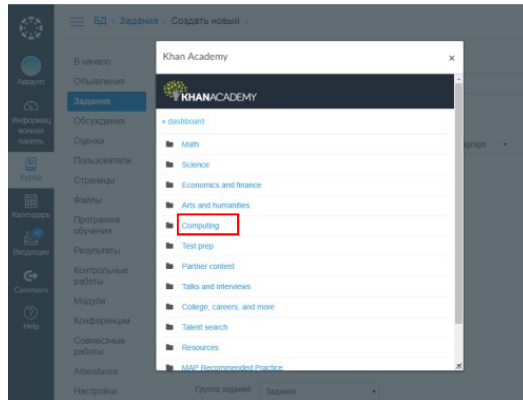 БД › Задания › Создать новый ›
Аккаунт
Информационная панель
Курсы
Календарь
Входящие
Commons
Help
В начало
Объявления
Задания
Обсуждения
Оценки
Пользователи
Страницы
Файлы
Программа
обучения
Результаты
Контрольные
работы
Модули
Конференции
Совместные
работы
Attendance
Настройки
Khan Academy ×
KHANACADEMY
« dashboard
Math
Science
Economics and finance
Arts and humanities
Computing
Test prep
Partner content
Talks and interviews
College, careers, and more
Talent search
Resources
MAP Recommended Practice
Группа заданий
Задания